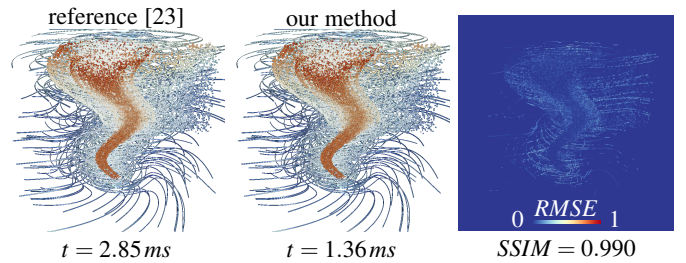 reference [23]
our method
0 RMSE 1
t = 2.85 ms
t = 1.36 ms
SSIM = 0.990